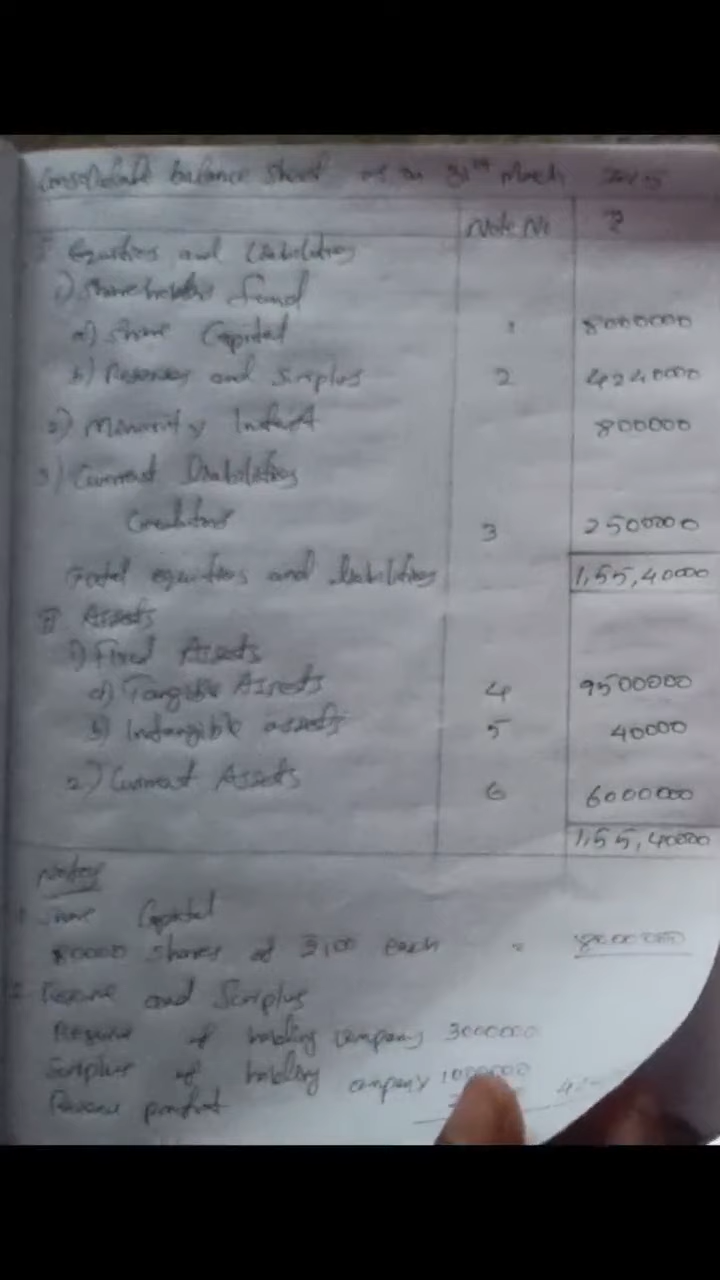 Consolidate balance sheet as on 31st March 2015
Note No ₹
I Equities and Liabilities
1) Shareholders fund
a) Share Capital 1 8000000
b) Reserves and Surplus 2 4240000
2) Minority Interest 800000
3) Current Liabilities
Creditors 3 2500000
Total equities and liabilities 1,55,40000
II Assets
1) Fixed Assets
a) Tangible Assets 4 9500000
b) Intangible assets 5 40000
2) Current Assets 6 6000000
1,55,40000
Notes
1 Share Capital
80000 shares of ₹100 each 8000000
2 Reserve and Surplus
Reserve of holding company 3000000
Surplus of holding company
Revenue